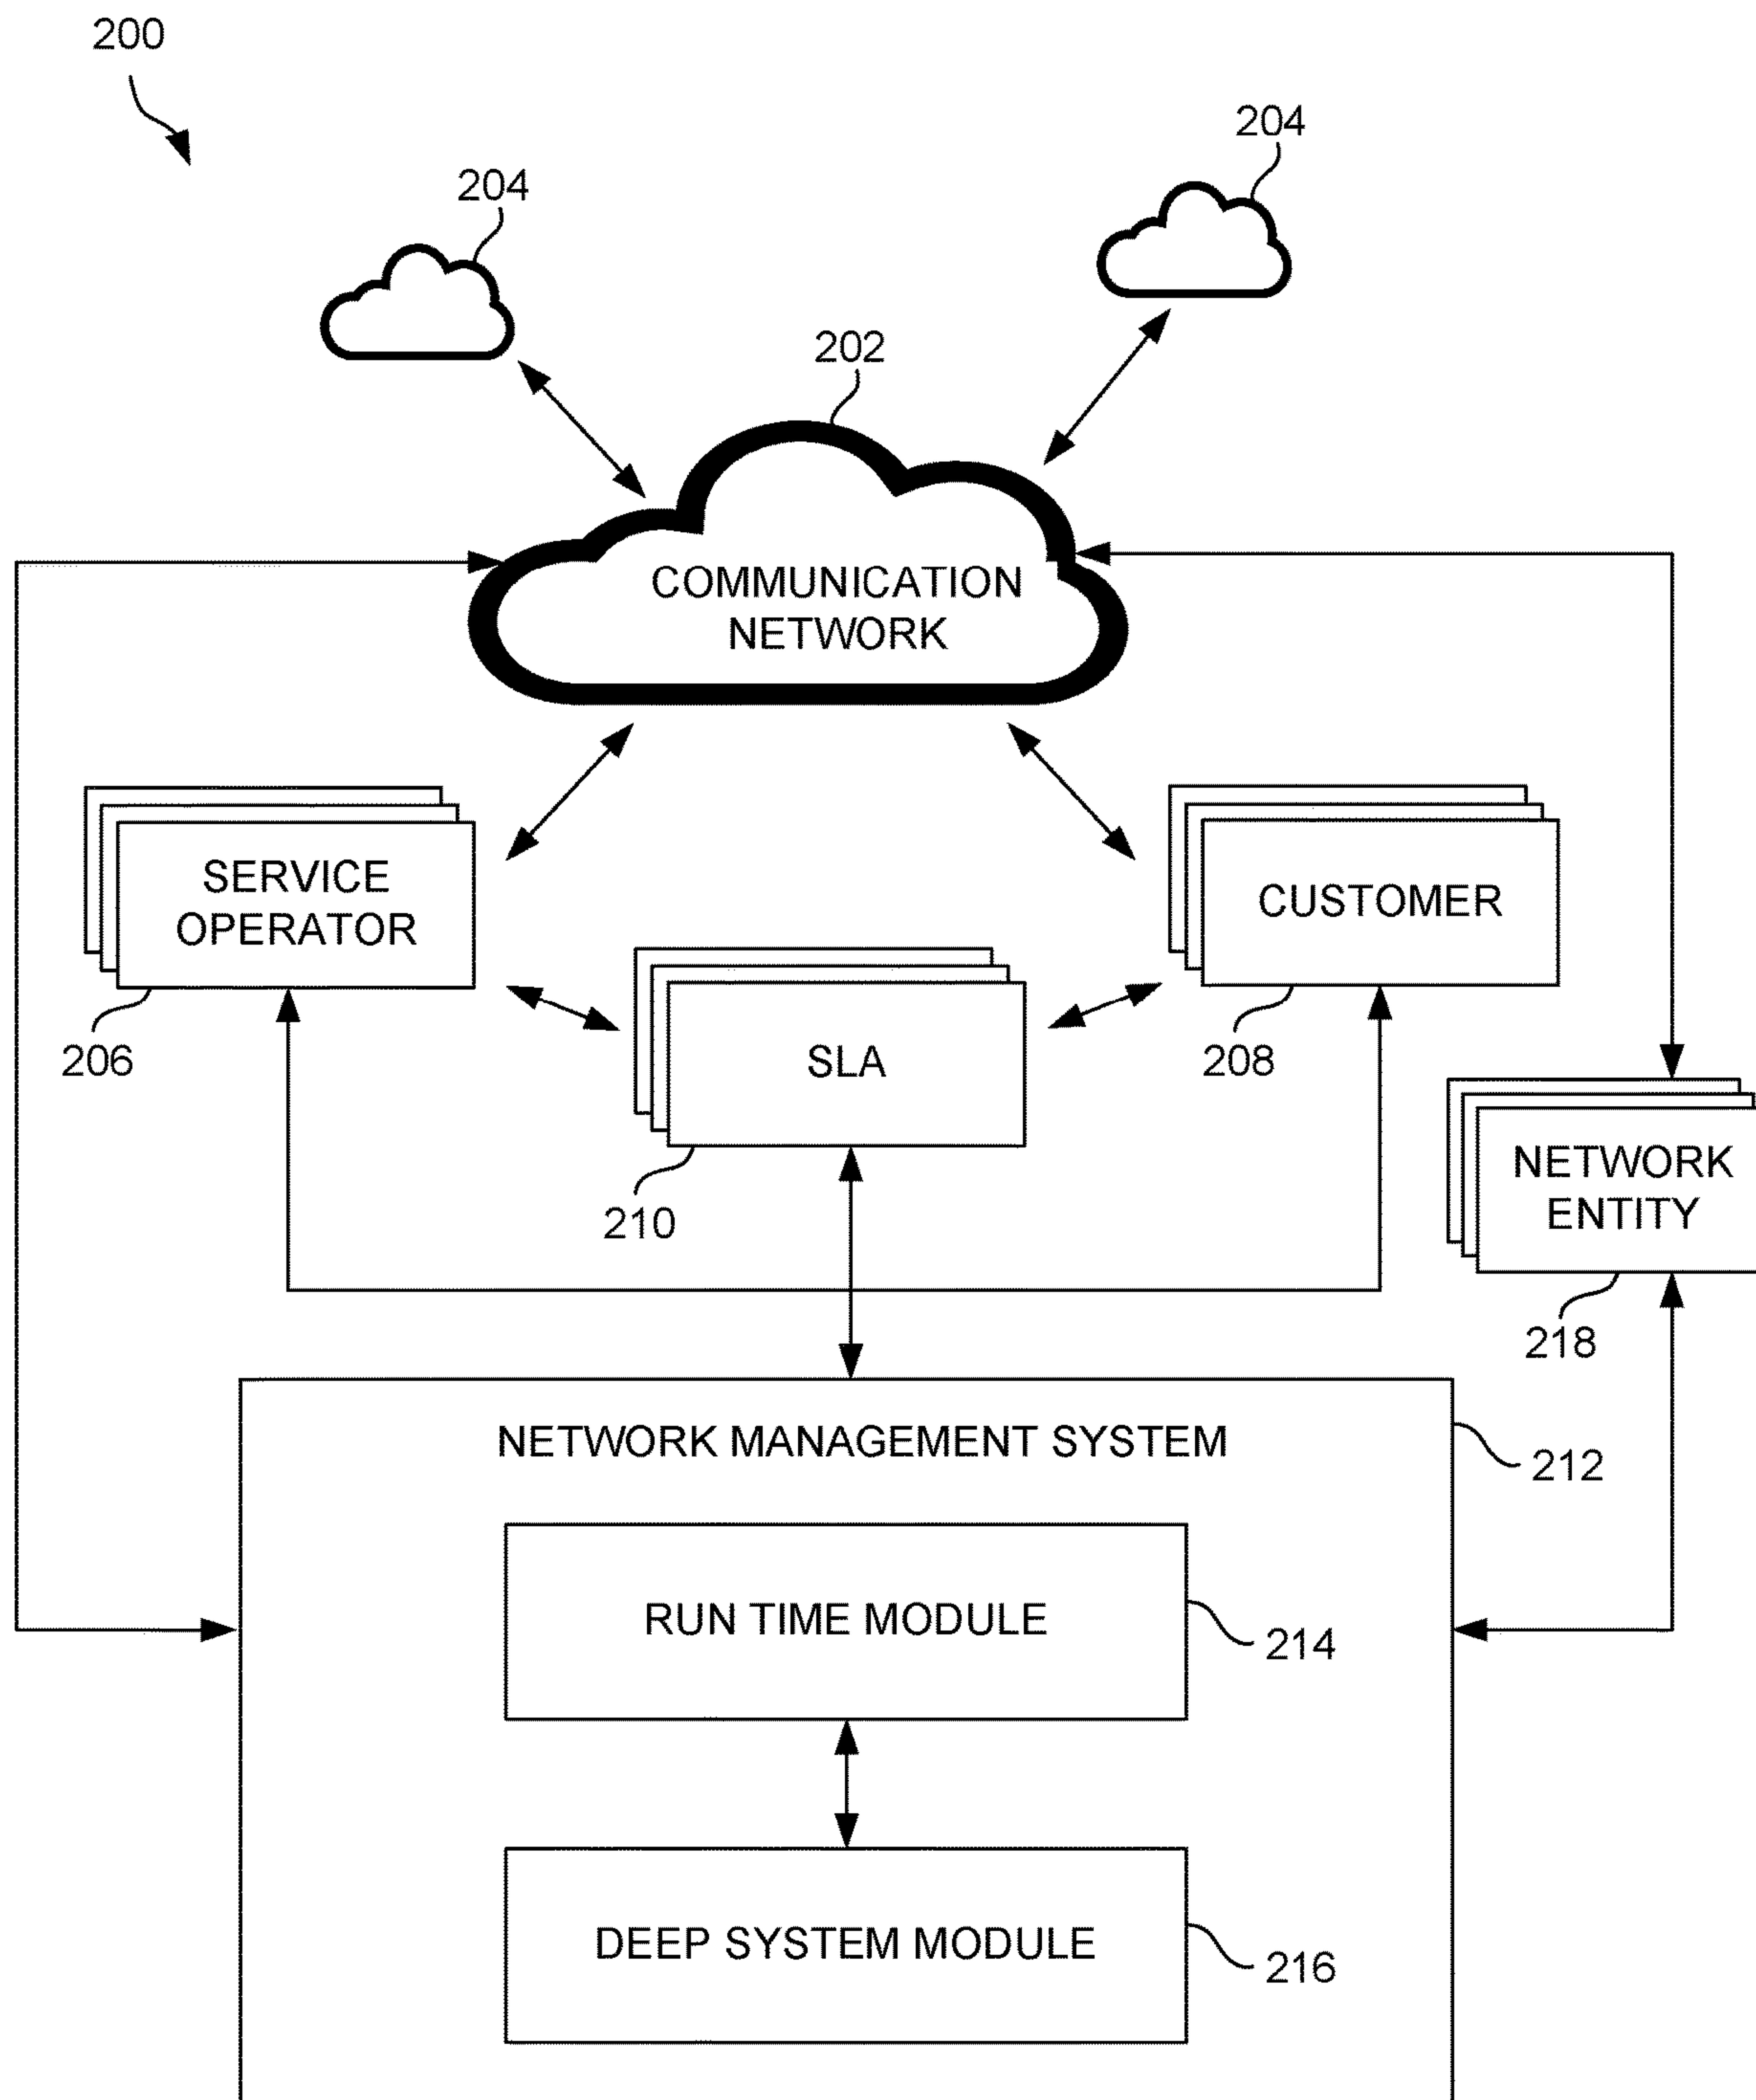 200
204
204
202
COMMUNICATION
NETWORK
SERVICE
OPERATOR
CUSTOMER
206
SLA
208
210
NETWORK
ENTITY
218
NETWORK MANAGEMENT SYSTEM
212
RUN TIME MODULE
214
DEEP SYSTEM MODULE
216